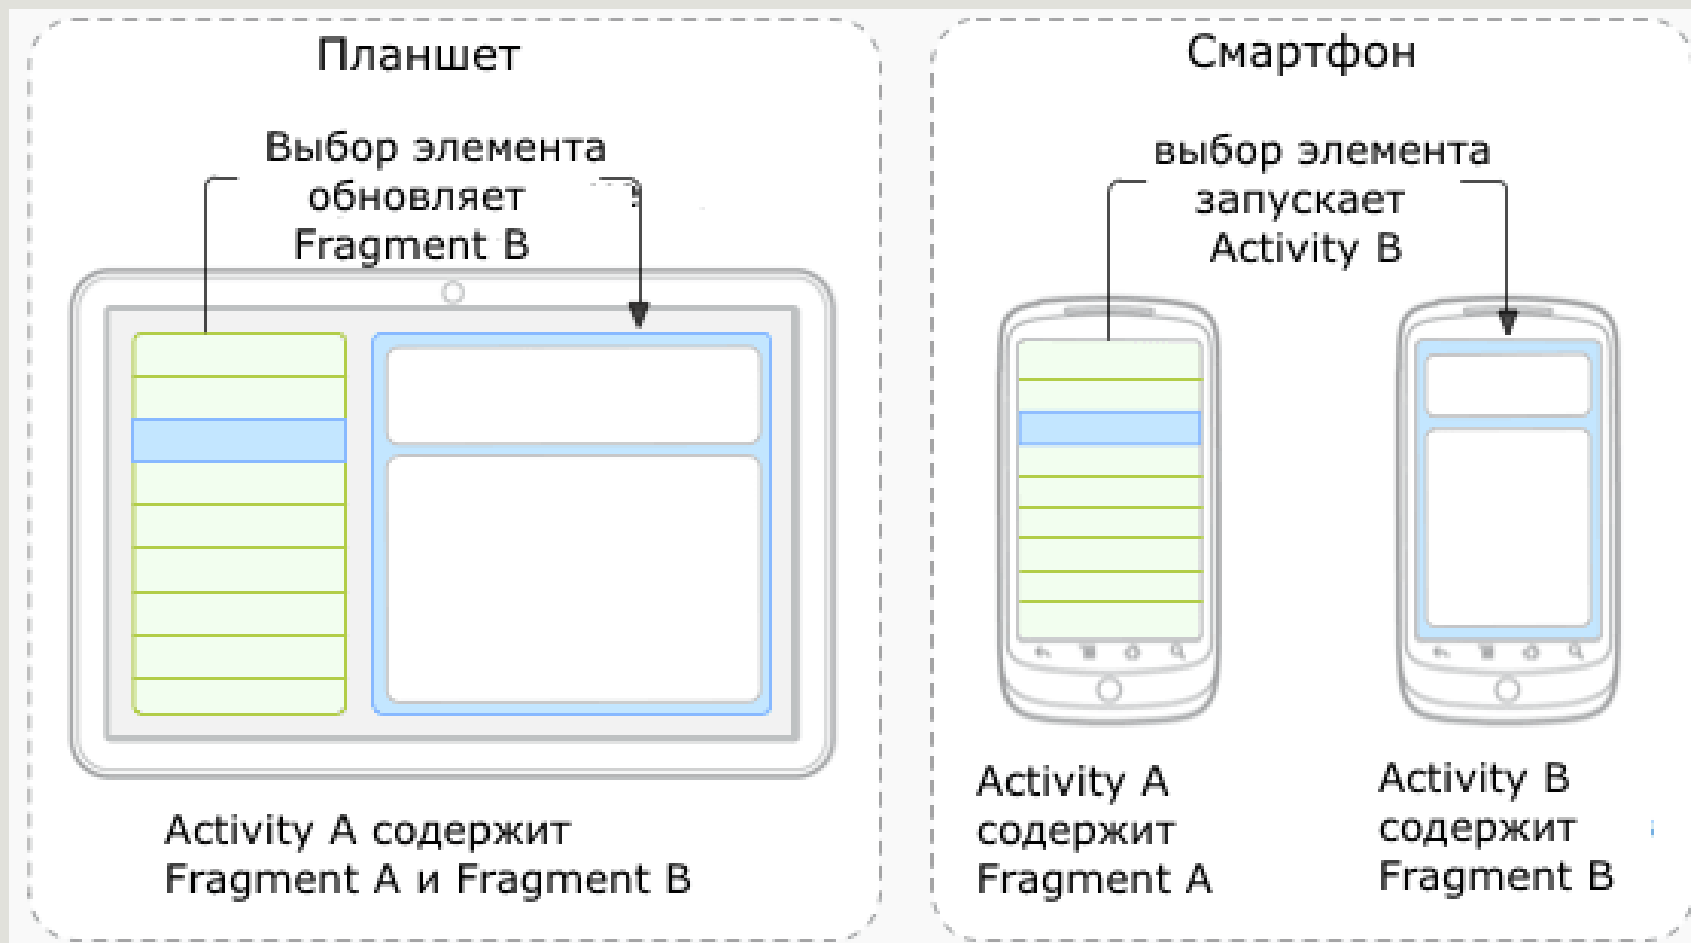 Планшет
Выбор элемента
обновляет
Fragment B
Activity A содержит
Fragment A и Fragment B
Смартфон
выбор элемента
запускает
Activity B
Activity A
содержит
Fragment A
Activity B
содержит
Fragment B